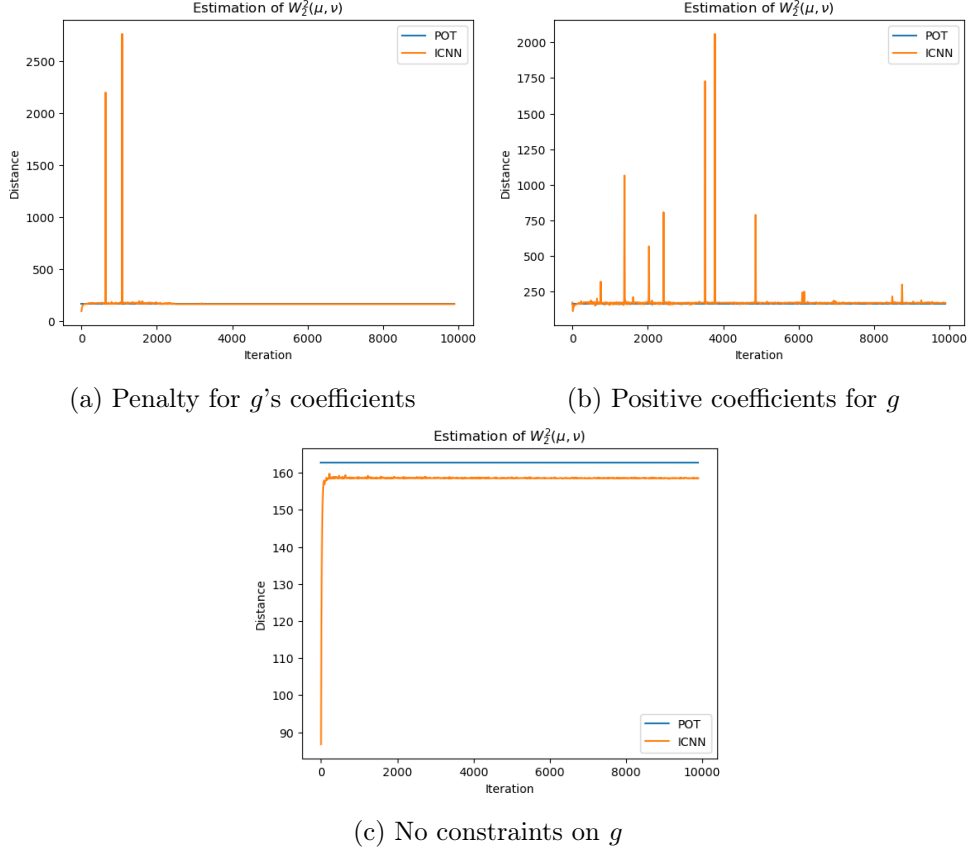 Estimation of W₂²(μ, ν)
Distance
2500
2000
1500
1000
500
0
POT
ICNN
0 2000 4000 6000 8000 10000
Iteration
(a) Penalty for g's coefficients
Estimation of W₂²(μ, ν)
Distance
2000
1750
1500
1250
1000
750
500
250
POT
ICNN
0 2000 4000 6000 8000 10000
Iteration
(b) Positive coefficients for g
Estimation of W₂²(μ, ν)
Distance
160
150
140
130
120
110
100
90
POT
ICNN
0 2000 4000 6000 8000 10000
Iteration
(c) No constraints on g